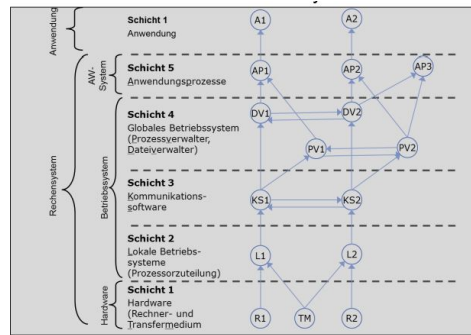 Anwendung
Schicht 1
Anwendung
A1
A2
Rechensystem
AW-
System
Schicht 5
Anwendungsprozesse
AP1
AP2
AP3
Betriebssystem
Schicht 4
Globales Betriebssystem
(Prozessverwalter,
Dateiverwalter)
DV1
DV2
PV1
PV2
Schicht 3
Kommunikations-
software
KS1
KS2
Schicht 2
Lokale Betriebs-
systeme
(Prozessorzuteilung)
L1
L2
Hardware
Schicht 1
Hardware
(Rechner- und
Transfermedium
R1
TM
R2